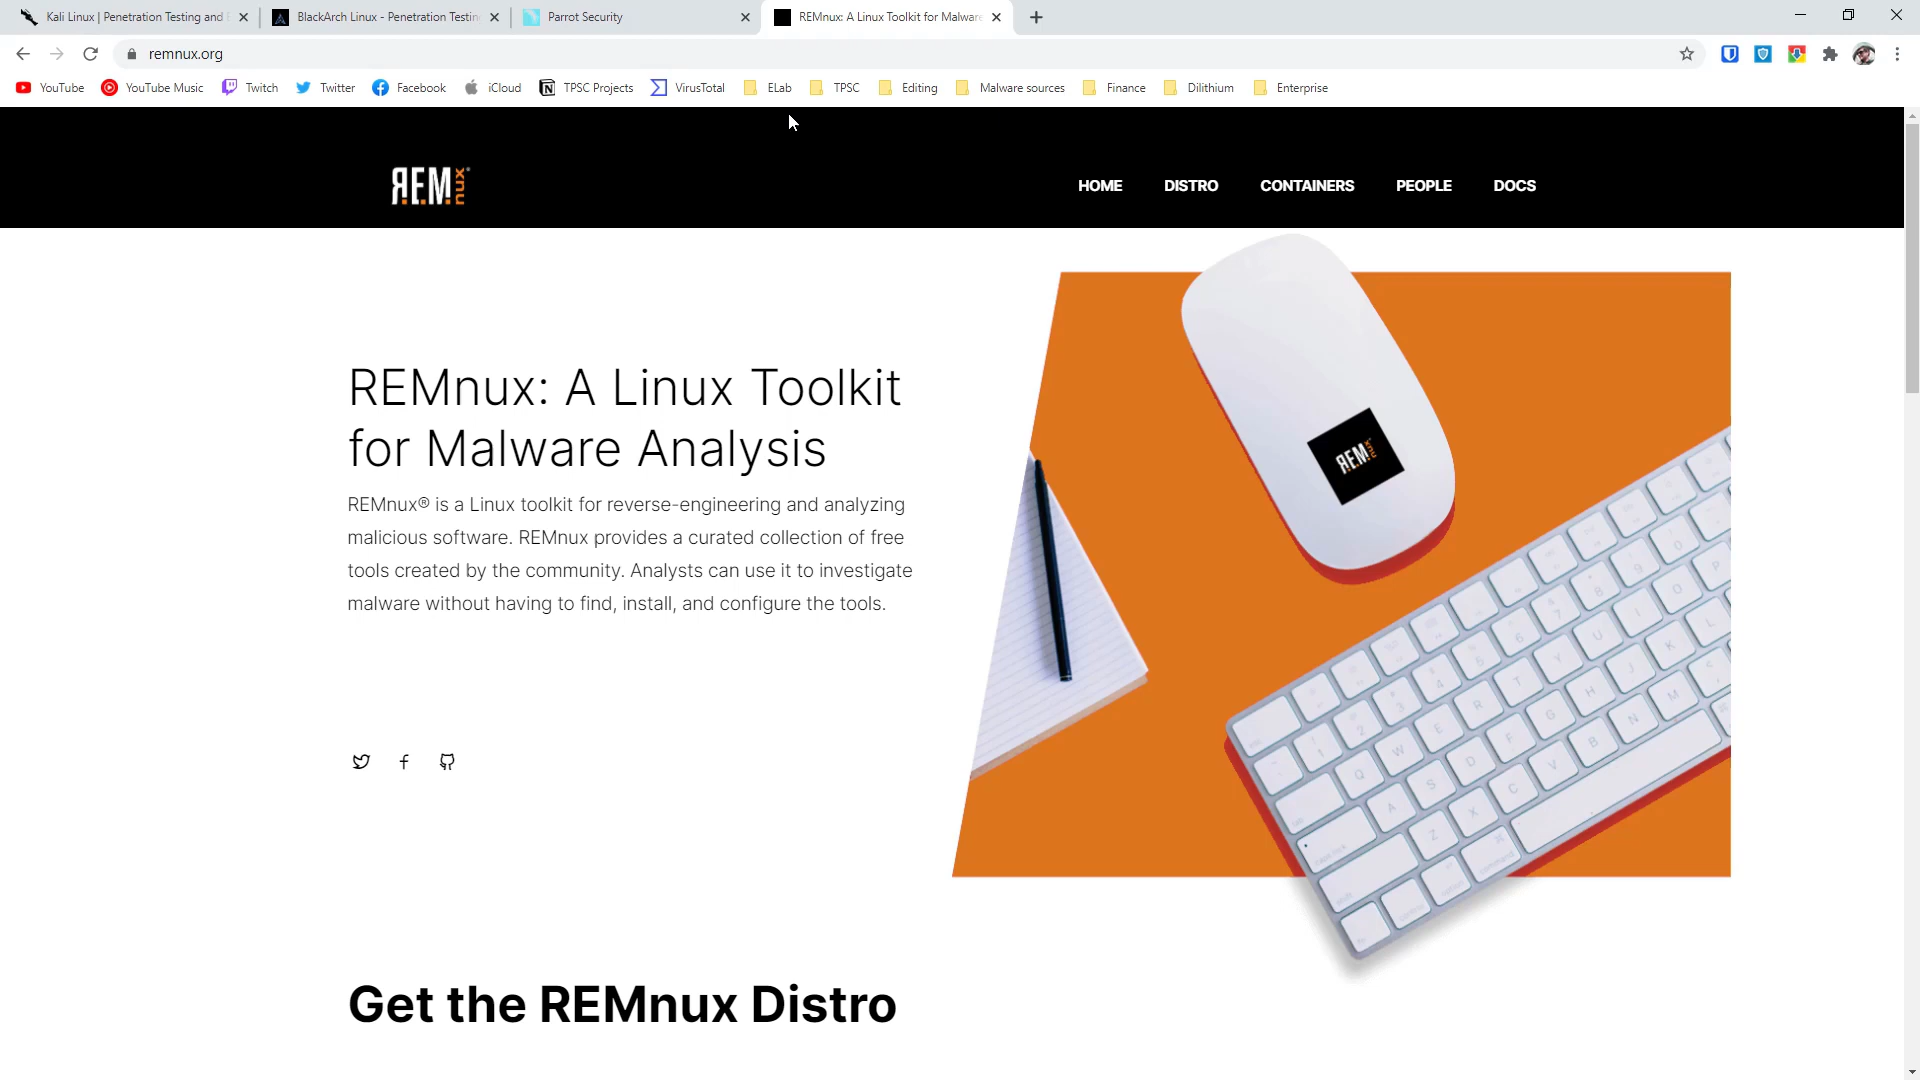 Kali Linux | Penetration Testing and
BlackArch Linux - Penetration Testin
Parrot Security
REMnux: A Linux Toolkit for Malware
remnux.org
YouTube
YouTube Music
Twitch
Twitter
Facebook
iCloud
TPSC Projects
VirusTotal
ELab
TPSC
Editing
Malware sources
Finance
Dilithium
Enterprise
REMnux
HOME
DISTRO
CONTAINERS
PEOPLE
DOCS
REMnux: A Linux Toolkit
for Malware Analysis
REMnux® is a Linux toolkit for reverse-engineering and analyzing
malicious software. REMnux provides a curated collection of free
tools created by the community. Analysts can use it to investigate
malware without having to find, install, and configure the tools.
REMnux
Get the REMnux Distro